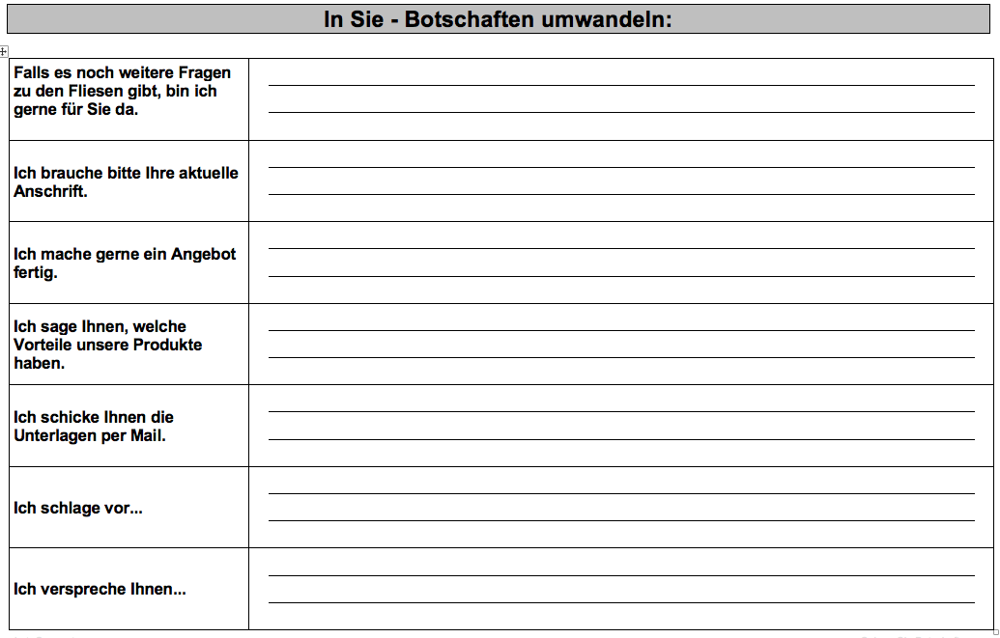 In Sie - Botschaften umwandeln:
Falls es noch weitere Fragen
zu den Fliesen gibt, bin ich
gerne für Sie da.
Ich brauche bitte Ihre aktuelle
Anschrift.
Ich mache gerne ein Angebot
fertig.
Ich sage Ihnen, welche
Vorteile unsere Produkte
haben.
Ich schicke Ihnen die
Unterlagen per Mail.
Ich schlage vor...
Ich verspreche Ihnen...